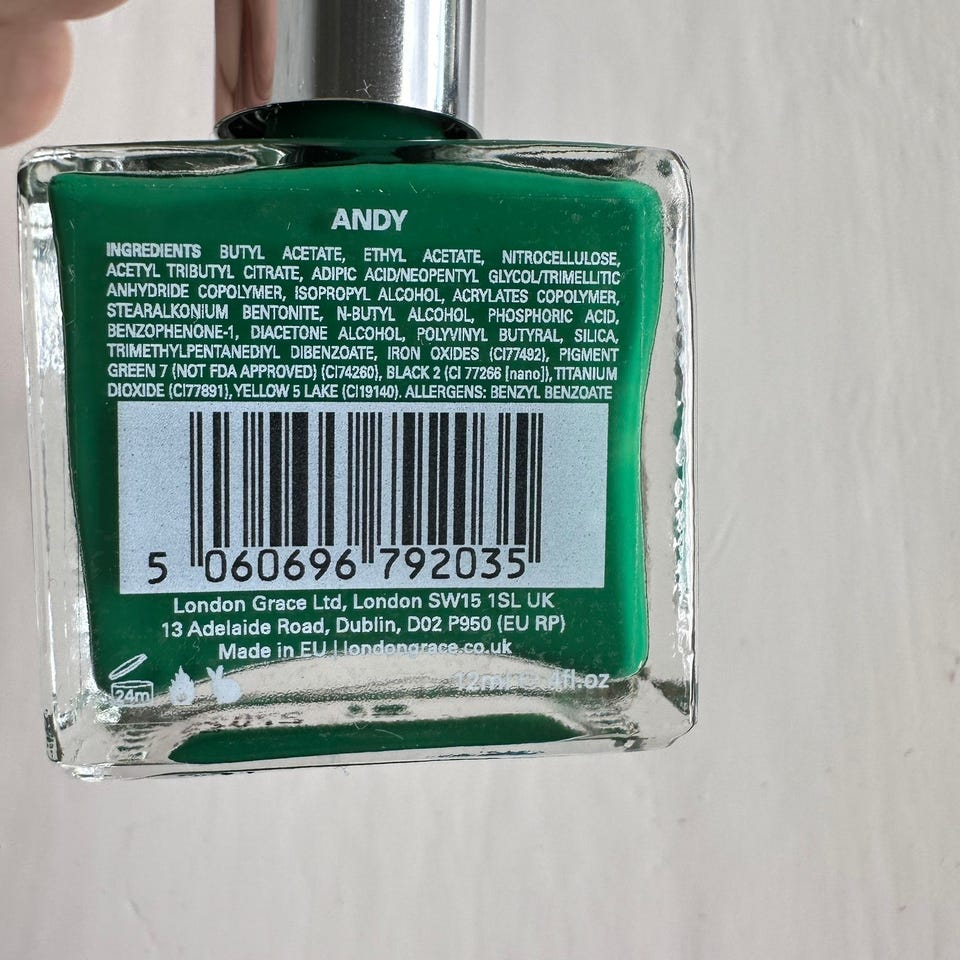 ANDY
INGREDIENTS BUTYL ACETATE, ETHYL ACETATE, NITROCELLULOSE,
ACETYL TRIBUTYL CITRATE, ADIPIC ACID/NEOPENTYL GLYCOL/TRIMELLITIC
ANHYDRIDE COPOLYMER, ISOPROPYL ALCOHOL, ACRYLATES COPOLYMER,
STEARALKONIUM BENTONITE, N-BUTYL ALCOHOL, PHOSPHORIC ACID,
BENZOPHENONE-1, DIACETONE ALCOHOL, POLYVINYL BUTYRAL, SILICA,
TRIMETHYLPENTANEDIYL DIBENZOATE, IRON OXIDES (CI77492), PIGMENT
GREEN 7 (NOT FDA APPROVED) (CI74260), BLACK 2 (CI 77266 [nano]), TITANIUM
DIOXIDE (CI77891), YELLOW 5 LAKE (CI19140). ALLERGENS: BENZYL BENZOATE
5 060696 792035
London Grace Ltd, London SW15 1SL UK
13 Adelaide Road, Dublin, D02 P950 (EU RP)
Made in EU | londongrace.co.uk
24m 12ml .4fl.oz